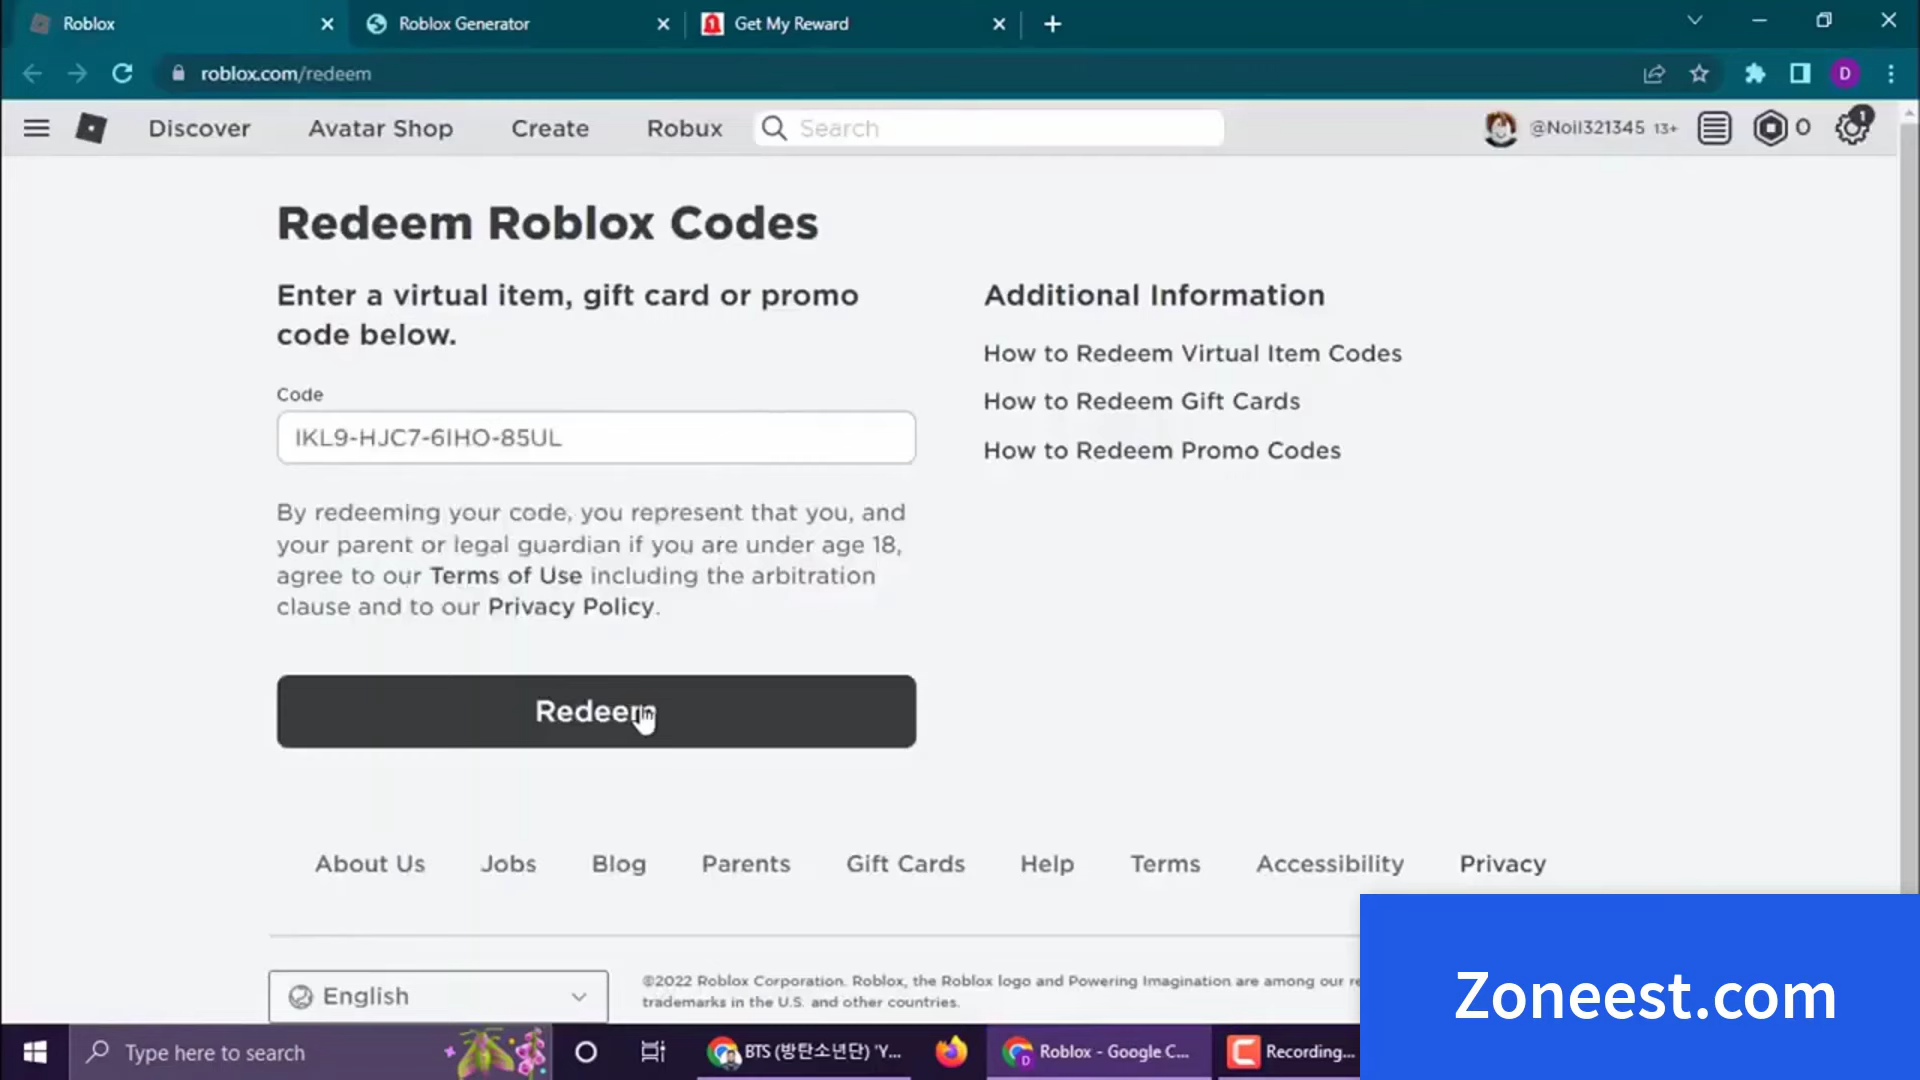 Roblox
Roblox Generator
Get My Reward
roblox.com/redeem
D
Discover
Avatar Shop
Create
Robux
Search
@Noil321345 13+
0
1
Redeem Roblox Codes
Enter a virtual item, gift card or promo
code below.
Code
IKL9-HJC7-6IHO-85UL
By redeeming your code, you represent that you, and
your parent or legal guardian if you are under age 18,
agree to our Terms of Use including the arbitration
clause and to our Privacy Policy.
Redeem
Additional Information
How to Redeem Virtual Item Codes
How to Redeem Gift Cards
How to Redeem Promo Codes
About Us
Jobs
Blog
Parents
Gift Cards
Help
Terms
Accessibility
Privacy
English
©2022 Roblox Corporation. Roblox, the Roblox logo and Powering Imagination are among our re
trademarks in the U.S. and other countries.
Zoneest.com
Type here to search
BTS (방탄소년단) 'Y...
Roblox - Google C...
Recording...